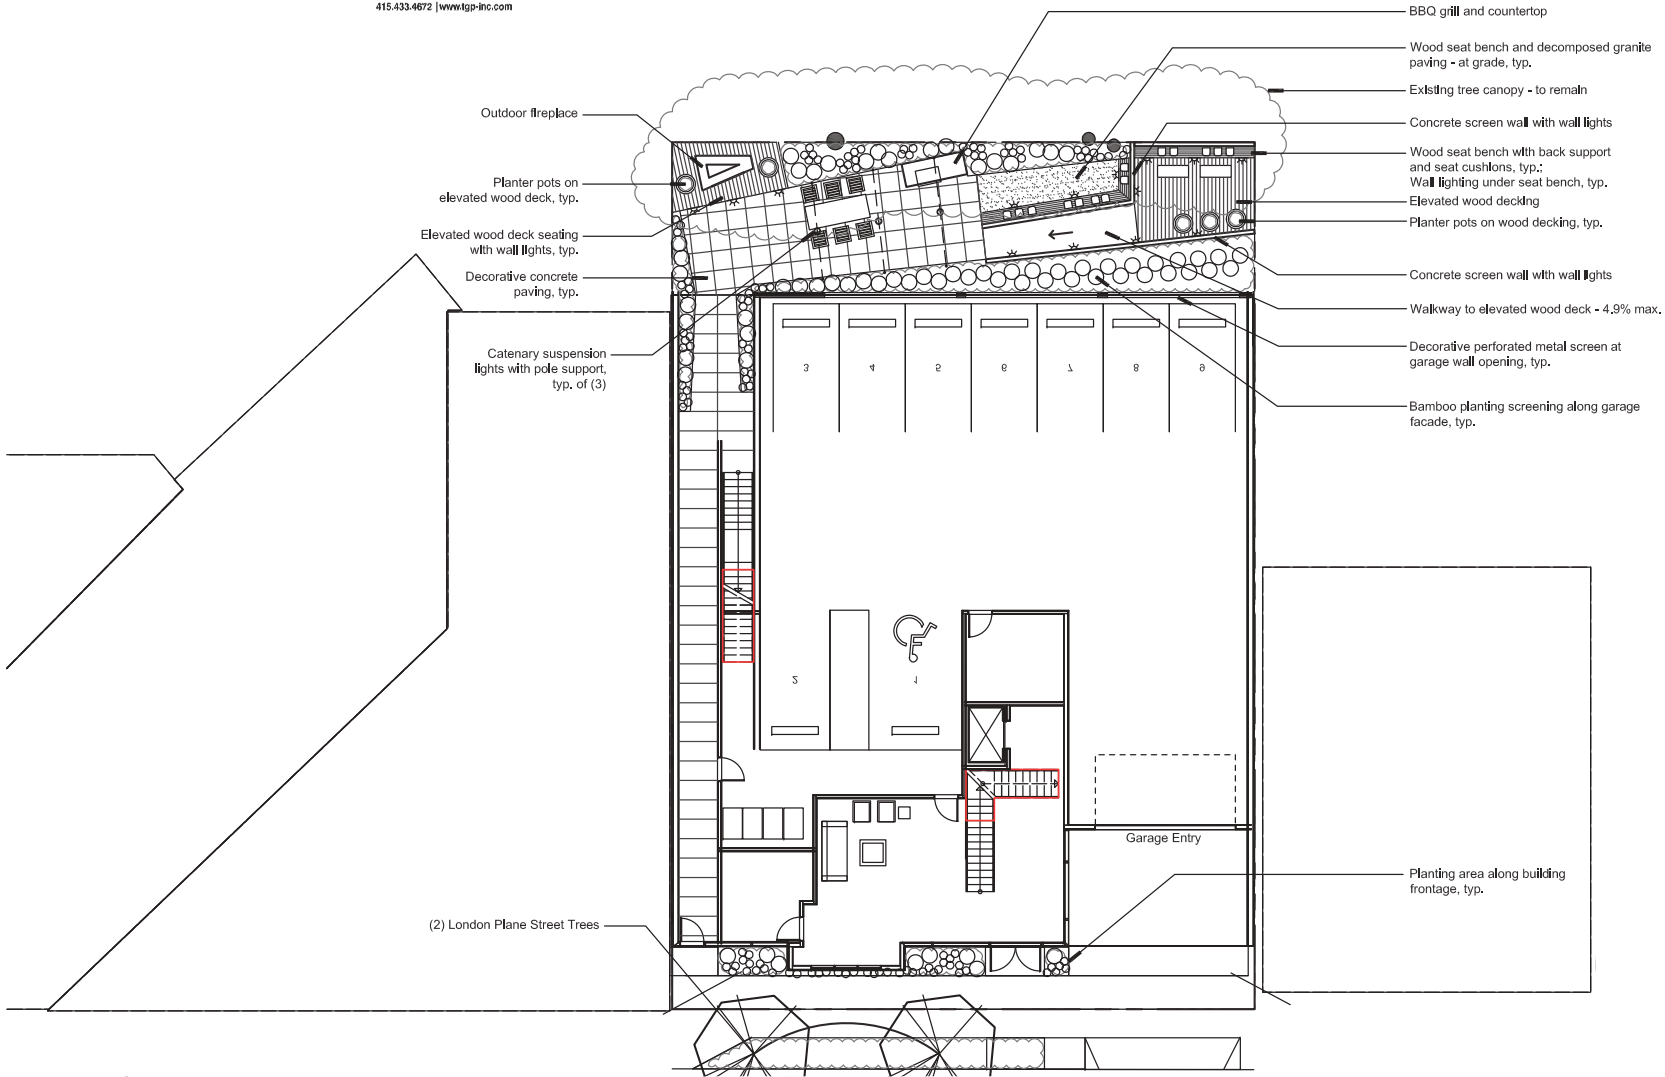 415.433.4672 | www.tgp-inc.com
BBQ grill and countertop
Wood seat bench and decomposed granite
paving - at grade, typ.
Existing tree canopy - to remain
Concrete screen wall with wall lights
Wood seat bench with back support
and seat cushions, typ.;
Wall lighting under seat bench, typ.
Elevated wood decking
Planter pots on wood decking, typ.
Concrete screen wall with wall lights
Walkway to elevated wood deck - 4.9% max.
Decorative perforated metal screen at
garage wall opening, typ.
Bamboo planting screening along garage
facade, typ.
Outdoor fireplace
Planter pots on
elevated wood deck, typ.
Elevated wood deck seating
with wall lights, typ.
Decorative concrete
paving, typ.
Catenary suspension
lights with pole support,
typ. of (3)
3 4 5 6 7 8 9
2 1
Garage Entry
Planting area along building
frontage, typ.
(2) London Plane Street Trees